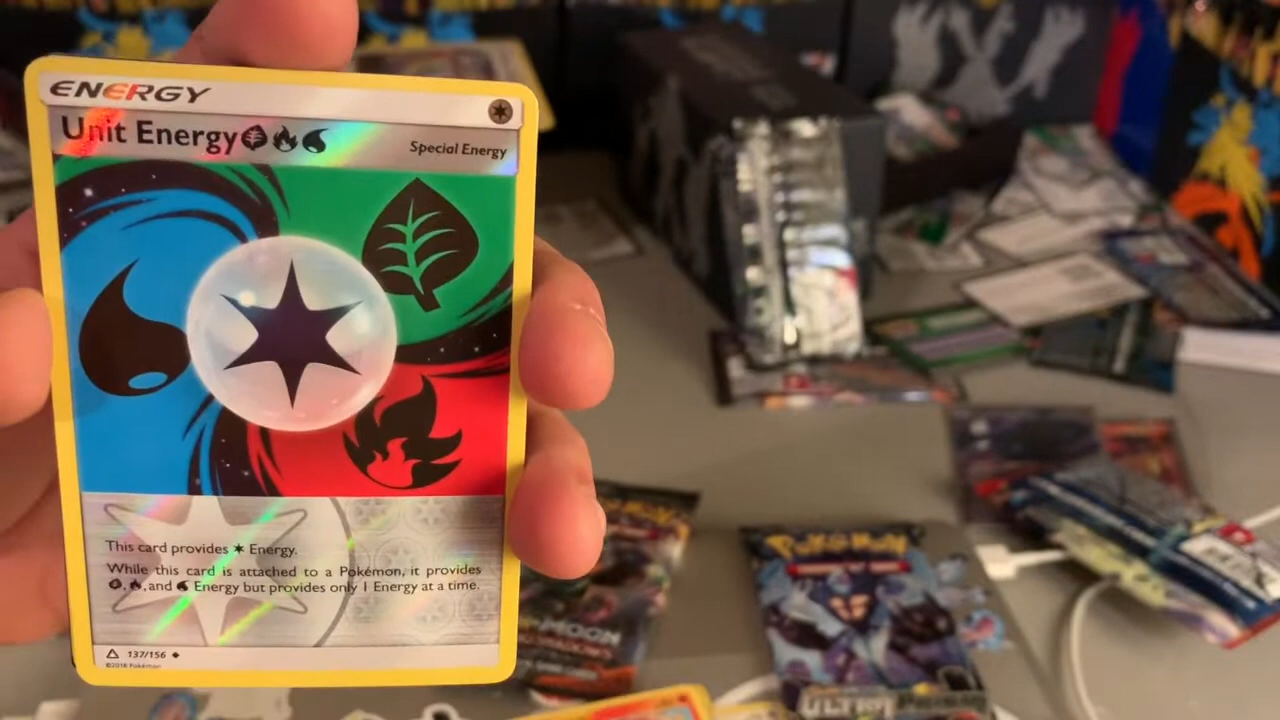 ENERGY
Unit Energy
Special Energy
This card provides Energy.
While this card is attached to a Pokémon, it provides
, , and Energy but provides only 1 Energy at a time.
137/156
©2018 Pokémon
POKÉMON
MOON
ULTRA PRISM